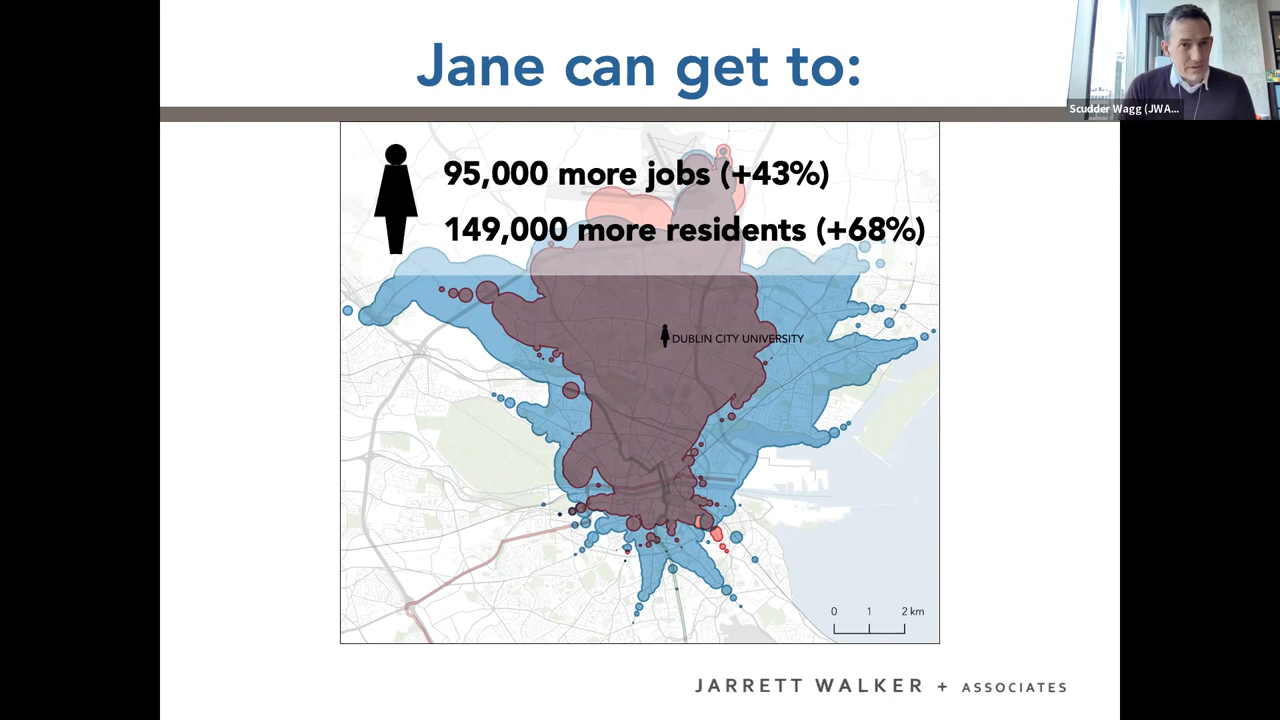 Jane can get to:
Scudder Wagg (JWA...
95,000 more jobs (+43%)
149,000 more residents (+68%)
DUBLIN CITY UNIVERSITY
0 1 2 km
JARRETT WALKER + ASSOCIATES